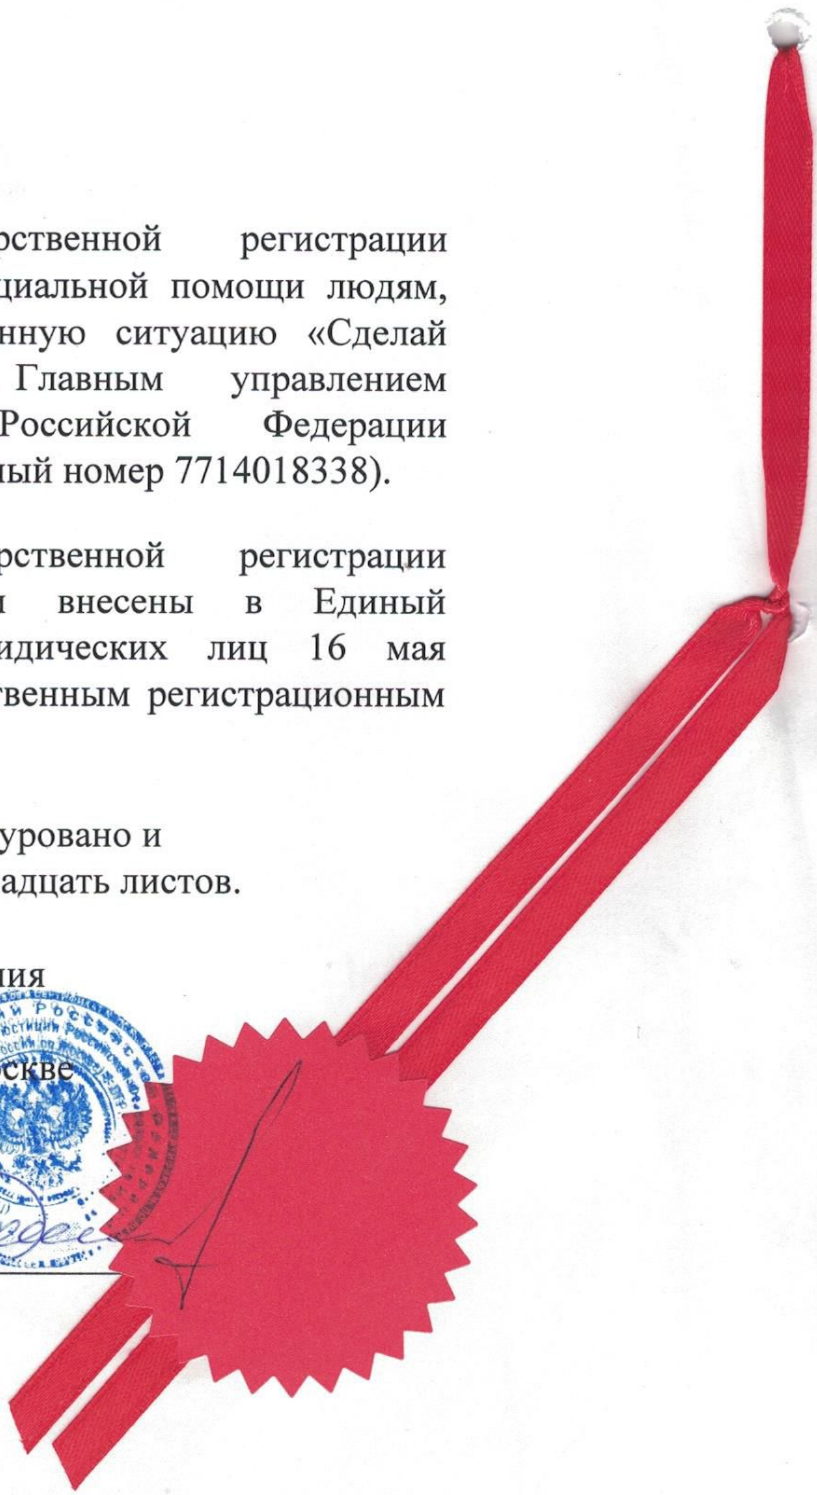 рственной регистрации
циальной помощи людям,
нную ситуацию «Сделай
Главным управлением
Российской Федерации
ный номер 7714018338).
рственной регистрации
внесены в Единый
идических лиц 16 мая
твенным регистрационным
уровано и
адцать листов.
ния
скве